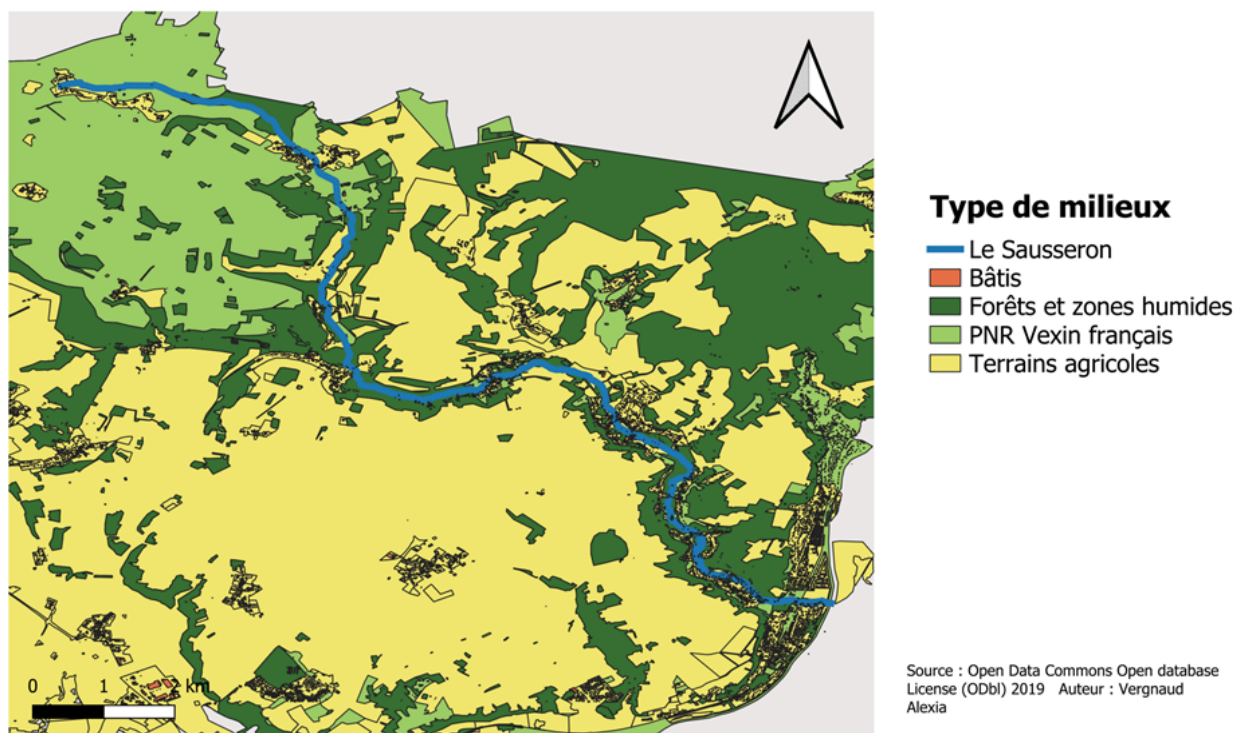 Type de milieux
Le Sausseron
Bâtis
Forêts et zones humides
PNR Vexin français
Terrains agricoles
0 1 2 km
Source : Open Data Commons Open database
License (ODbl) 2019 Auteur : Vergnaud
Alexia